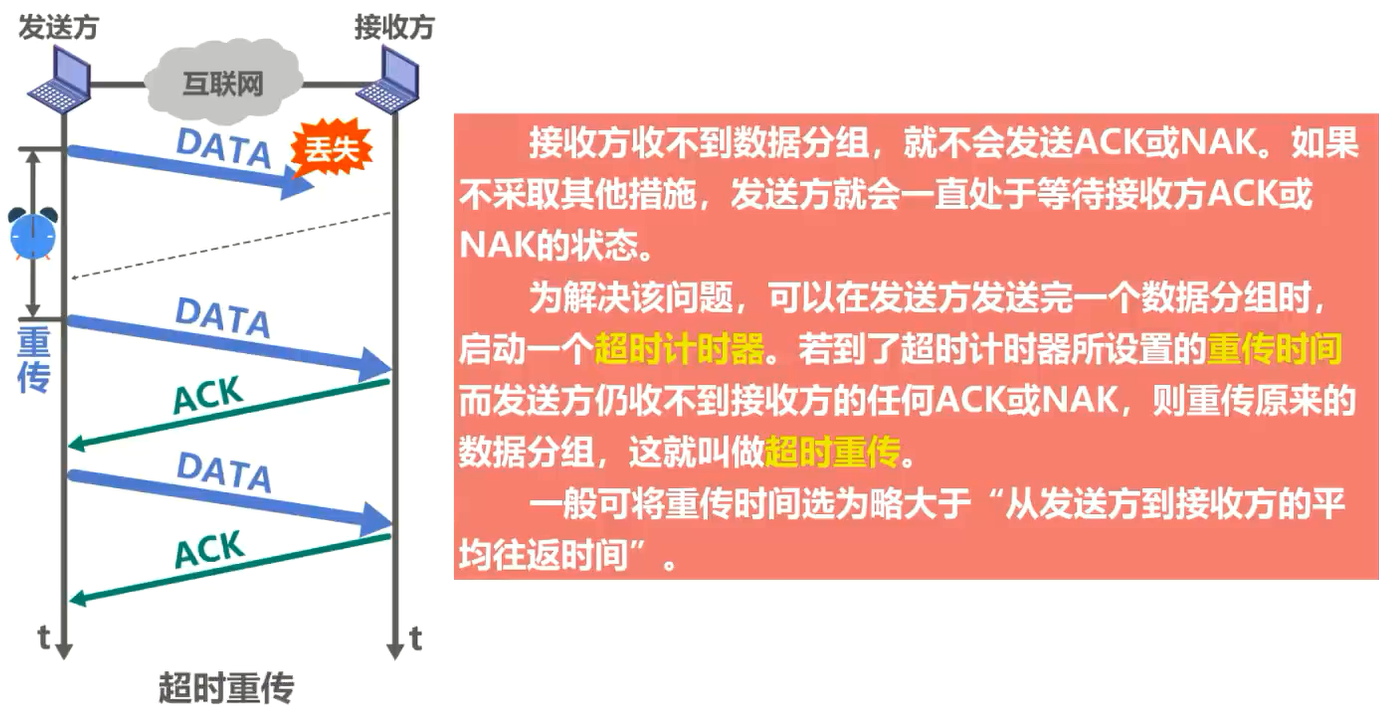 发送方
接收方
互联网
DATA
丢失
DATA
重传
ACK
DATA
ACK
t
t
超时重传
接收方收不到数据分组，就不会发送ACK或NAK。如果
不采取其他措施，发送方就会一直处于等待接收方ACK或
NAK的状态。
为解决该问题，可以在发送方发送完一个数据分组时，
启动一个超时计时器。若到了超时计时器所设置的重传时间
而发送方仍收不到接收方的任何ACK或NAK，则重传原来的
数据分组，这就叫做超时重传。
一般可将重传时间选为略大于“从发送方到接收方的平
均往返时间”。